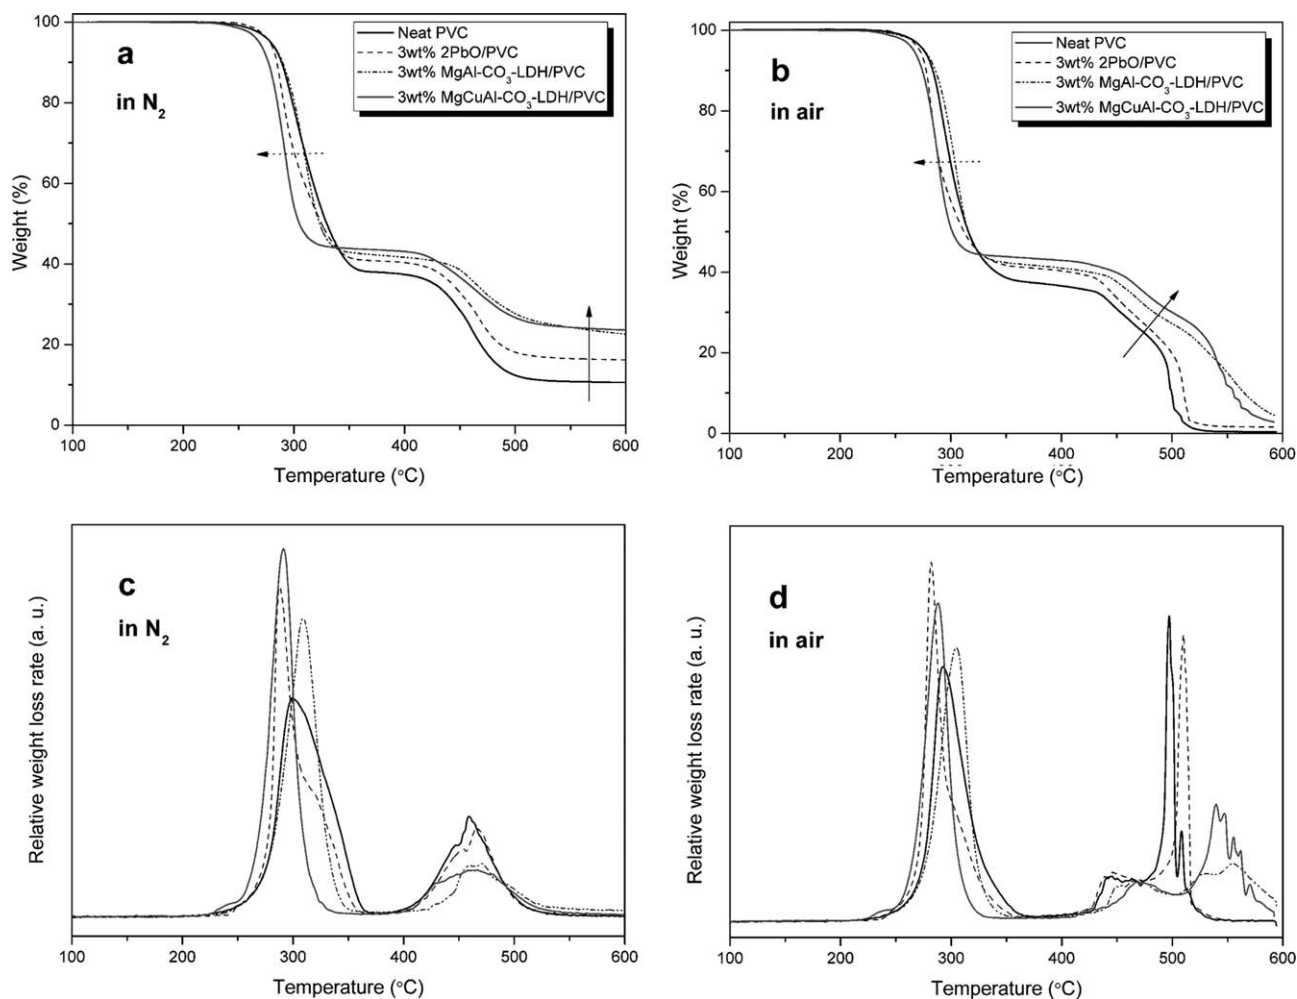 a
in N₂
Neat PVC
3wt% 2PbO/PVC
3wt% MgAl-CO₃-LDH/PVC
3wt% MgCuAl-CO₃-LDH/PVC
Weight (%)
100
80
60
40
20
0
100 200 300 400 500 600
Temperature (°C)
b
in air
Neat PVC
3wt% 2PbO/PVC
3wt% MgAl-CO₃-LDH/PVC
3wt% MgCuAl-CO₃-LDH/PVC
Weight (%)
100
80
60
40
20
0
100 200 300 400 500 600
Temperature (°C)
c
in N₂
Relative weight loss rate (a. u.)
100 200 300 400 500 600
Temperature (°C)
d
in air
Relative weight loss rate (a. u.)
100 200 300 400 500 600
Temperature (°C)